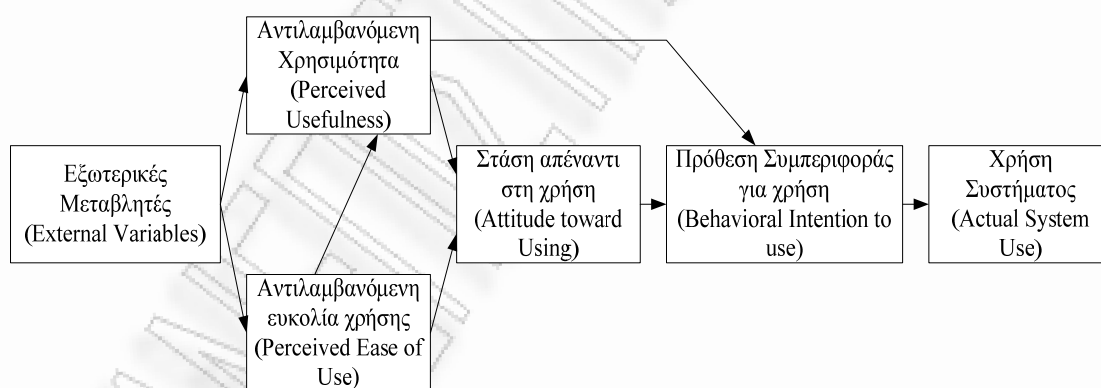 Αντιλαμβανόμενη
Χρησιμότητα
(Perceived
Usefulness)
Εξωτερικές
Μεταβλητές
(External Variables)
Στάση απέναντι
στη χρήση
(Attitude toward
Using)
Πρόθεση Συμπεριφοράς
για χρήση
(Behavioral Intention to
use)
Χρήση
Συστήματος
(Actual System
Use)
Αντιλαμβανόμενη
ευκολία χρήσης
(Perceived Ease of
Use)